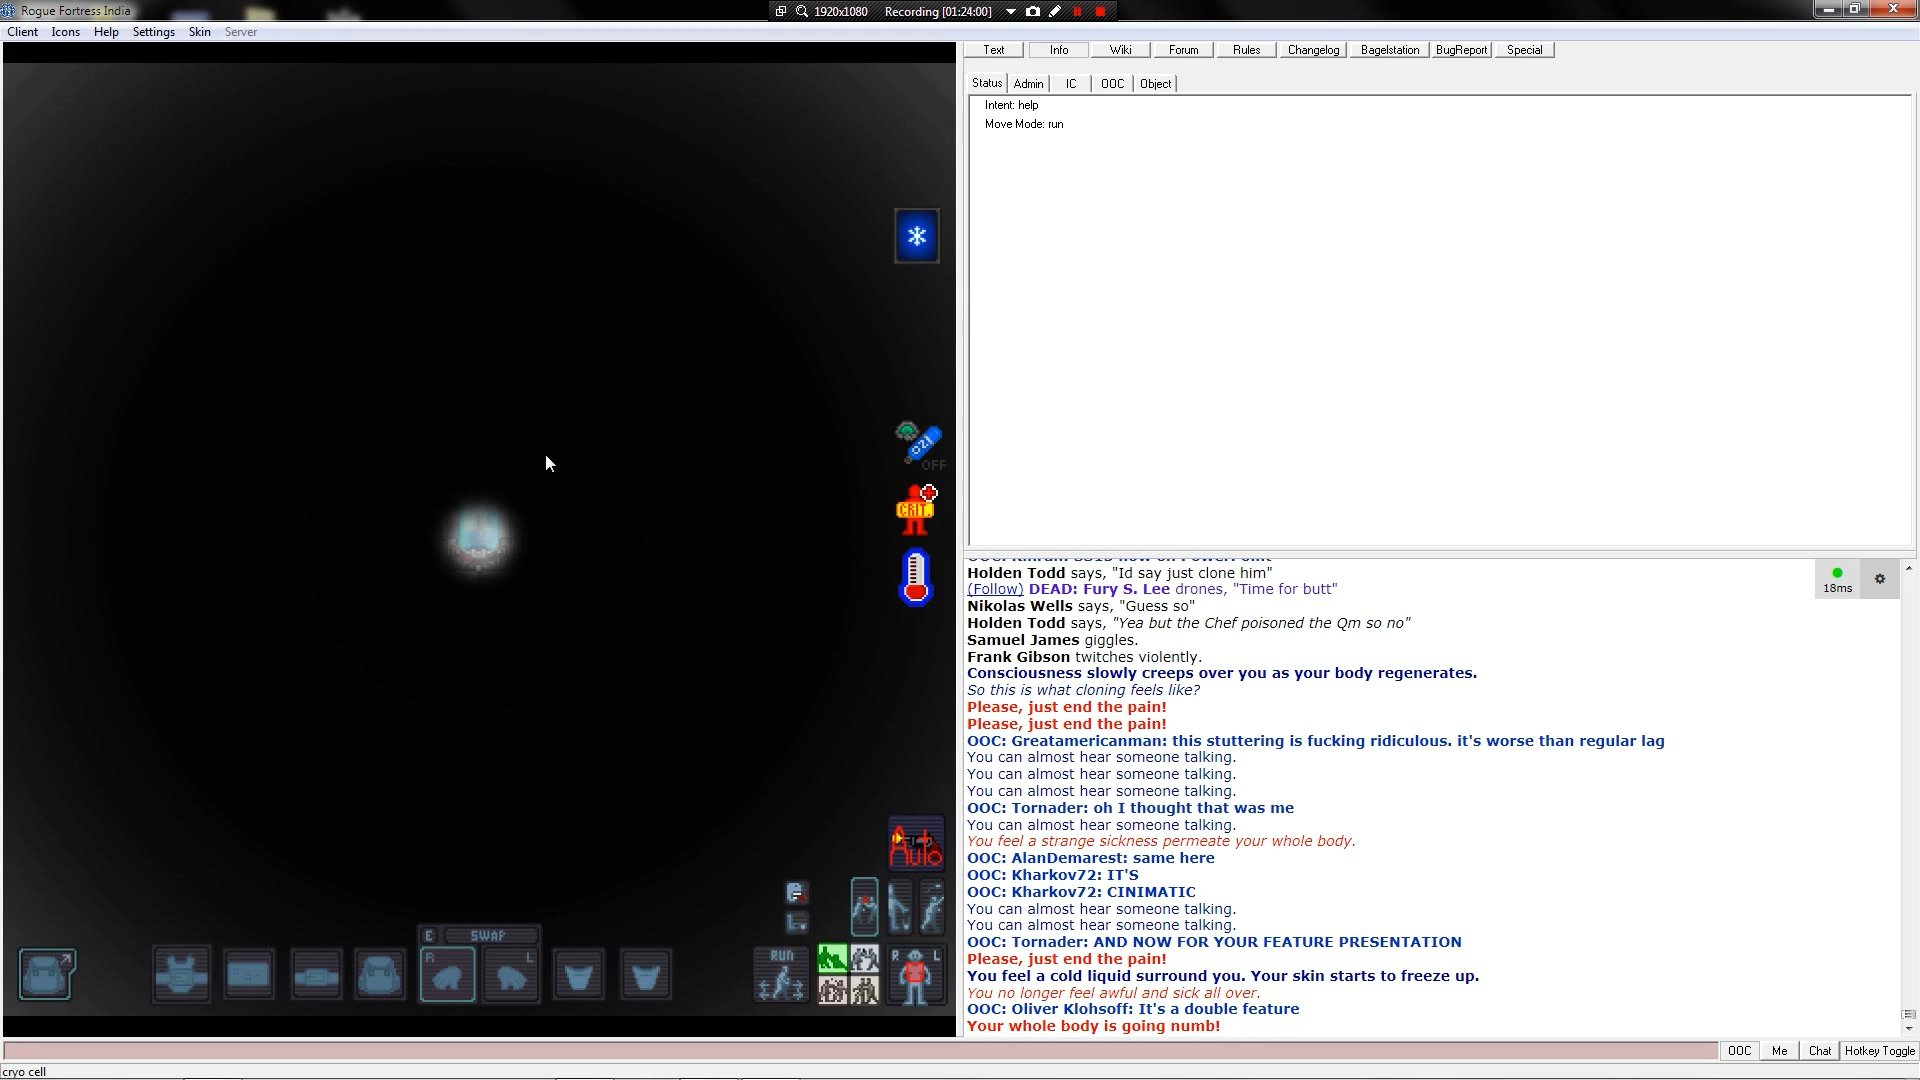 Rogue Fortress India
1920x1080 Recording [01:24:00]
Client Icons Help Settings Skin Server
Text Info Wiki Forum Rules Changelog Bagelstation BugReport Special
Status Admin IC OOC Object
Intent: help
Move Mode: run
OFF
CRIT.
Auto
E SWAP
R L
RUN
R L
18ms
Holden Todd says, "Id say just clone him"
(Follow) DEAD: Fury S. Lee drones, "Time for butt"
Nikolas Wells says, "Guess so"
Holden Todd says, "Yea but the Chef poisoned the Qm so no"
Samuel James giggles.
Frank Gibson twitches violently.
Consciousness slowly creeps over you as your body regenerates.
So this is what cloning feels like?
Please, just end the pain!
Please, just end the pain!
OOC: Greatamericanman: this stuttering is fucking ridiculous. it's worse than regular lag
You can almost hear someone talking.
You can almost hear someone talking.
You can almost hear someone talking.
OOC: Tornader: oh I thought that was me
You can almost hear someone talking.
You feel a strange sickness permeate your whole body.
OOC: AlanDemarest: same here
OOC: Kharkov72: IT'S
OOC: Kharkov72: CINIMATIC
You can almost hear someone talking.
You can almost hear someone talking.
OOC: Tornader: AND NOW FOR YOUR FEATURE PRESENTATION
Please, just end the pain!
You feel a cold liquid surround you. Your skin starts to freeze up.
You no longer feel awful and sick all over.
OOC: Oliver Klohsoff: It's a double feature
Your whole body is going numb!
OOC Me Chat Hotkey Toggle
cryo cell